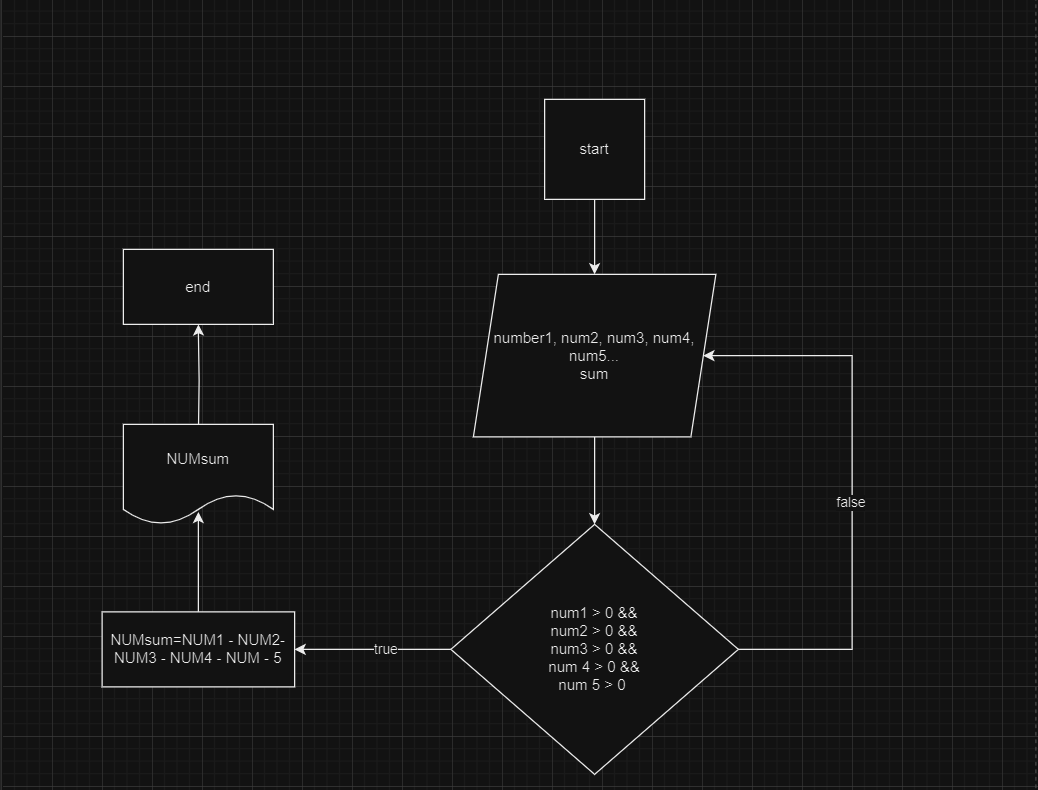 start
number1, num2, num3, num4,
num5...
sum
num1 > 0 &&
num2 > 0 &&
num3 > 0 &&
num 4 > 0 &&
num 5 > 0
false
true
NUMsum=NUM1 - NUM2-
NUM3 - NUM4 - NUM - 5
NUMsum
end